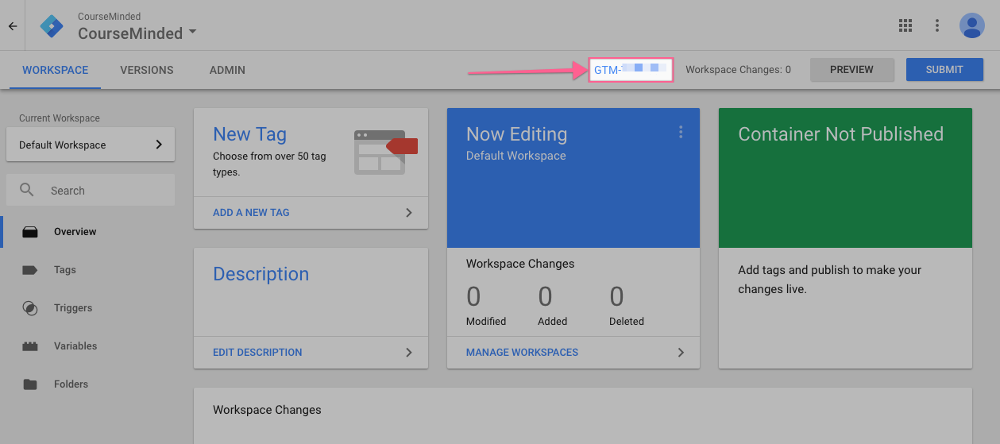 CourseMinded
CourseMinded
WORKSPACE VERSIONS ADMIN GTM- Workspace Changes: 0 PREVIEW SUBMIT
Current Workspace
Default Workspace
Search
Overview
Tags
Triggers
Variables
Folders
New Tag
Choose from over 50 tag
types.
ADD A NEW TAG
Description
EDIT DESCRIPTION
Now Editing
Default Workspace
Workspace Changes
0 0 0
Modified Added Deleted
MANAGE WORKSPACES
Container Not Published
Add tags and publish to make your
changes live.
Workspace Changes